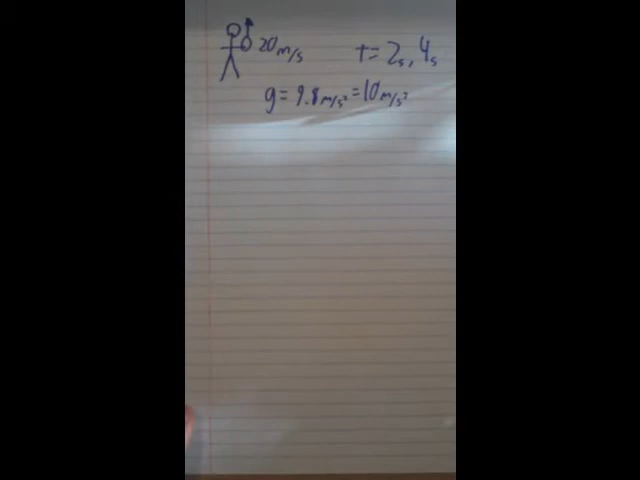 20 m/s t = 2s, 4s
g = 9.8 m/s² = 10 m/s²